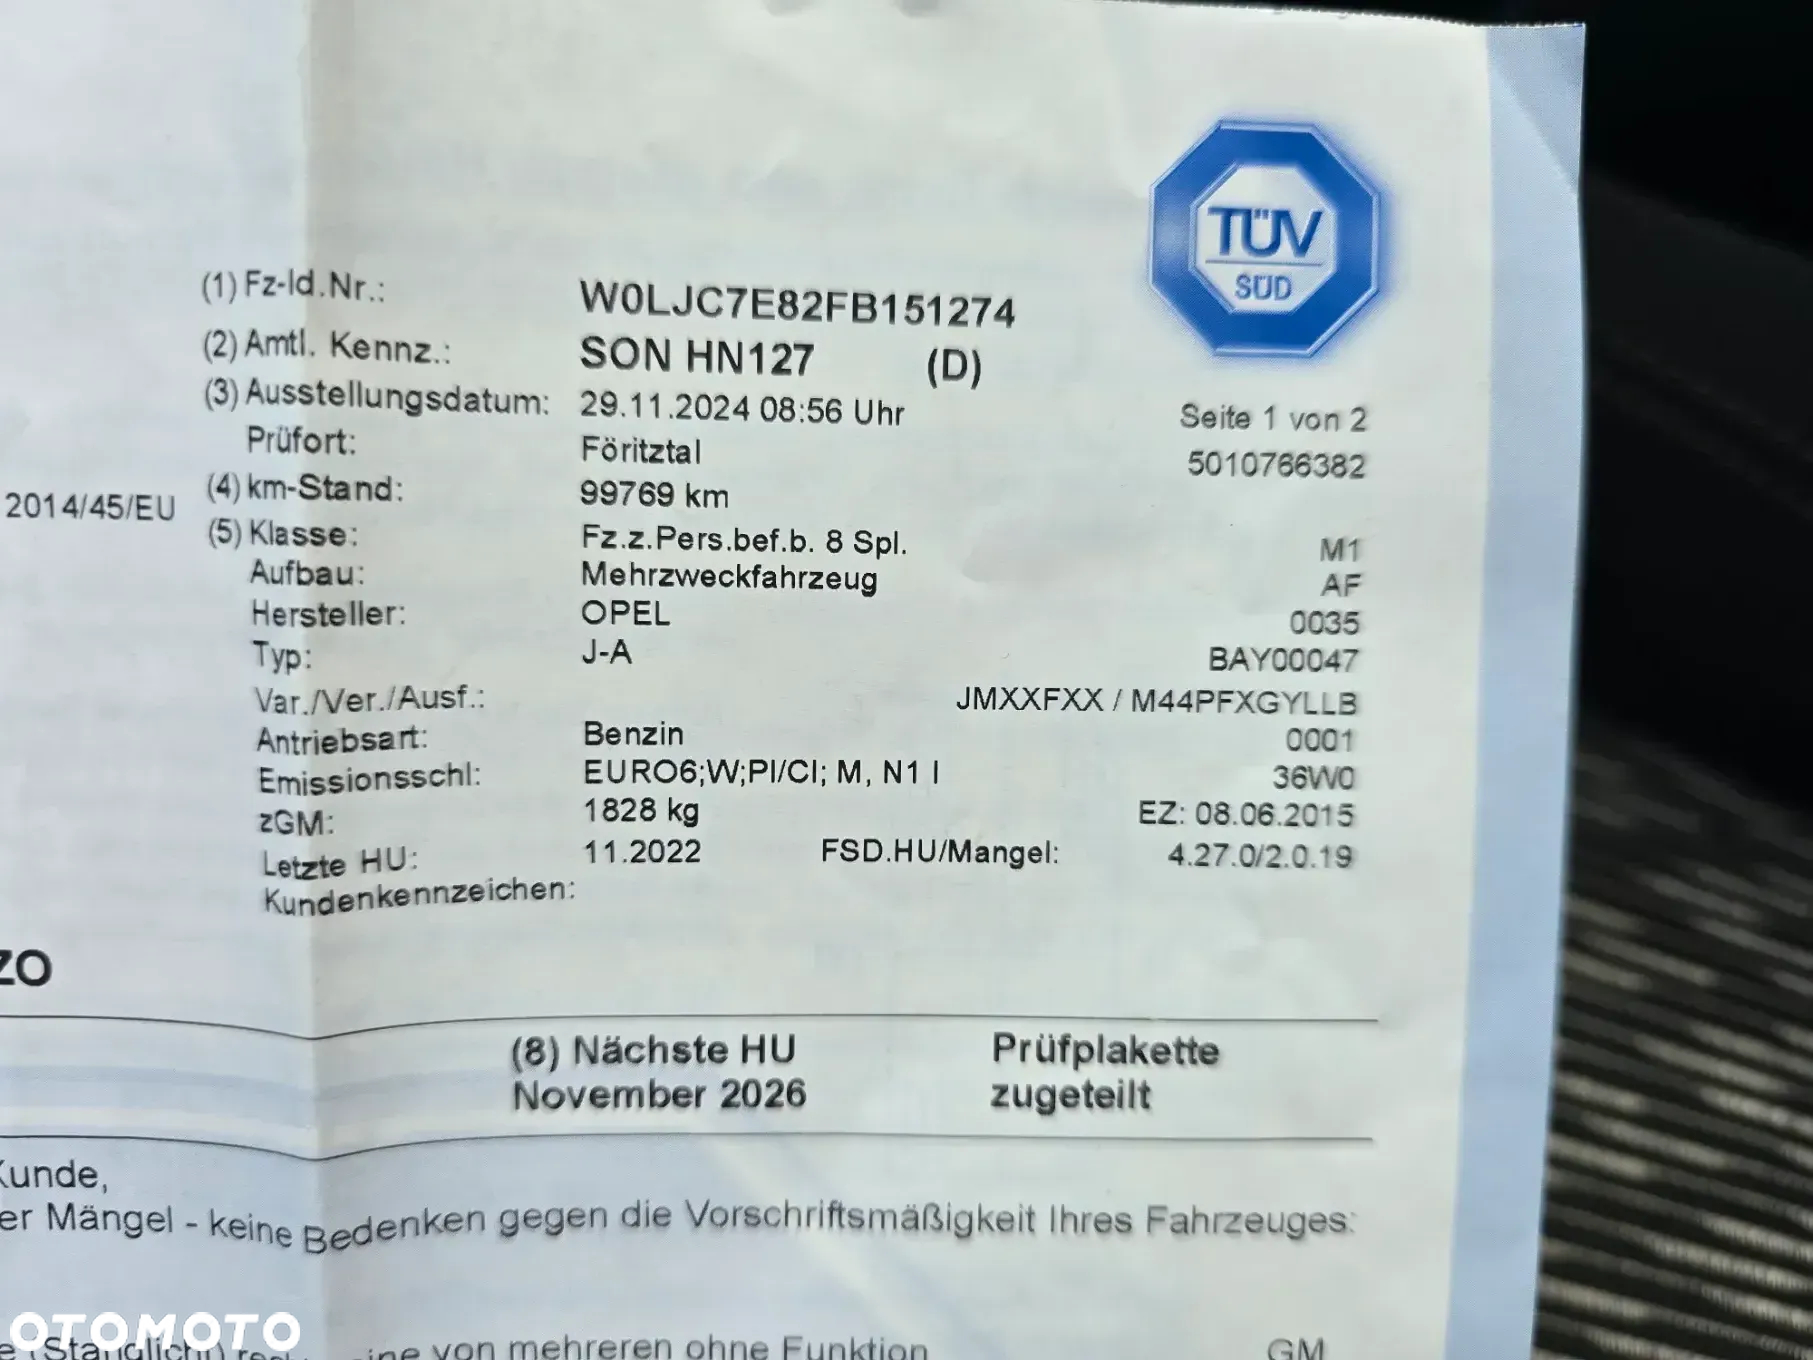 TÜV
SÜD
(1) Fz-Id.Nr.: W0LJC7E82FB151274
(2) Amtl. Kennz.: SON HN127 (D)
(3) Ausstellungsdatum: 29.11.2024 08:56 Uhr Seite 1 von 2
Prüfort: Föritztal 5010766382
2014/45/EU (4) km-Stand: 99769 km
(5) Klasse: Fz.z.Pers.bef.b. 8 Spl. M1
Aufbau: Mehrzweckfahrzeug AF
Hersteller: OPEL 0035
Typ: J-A BAY00047
Var./Ver./Ausf.: JMXXFXX / M44PFXGYLLB
Antriebsart: Benzin 0001
Emissionsschl: EURO6;W;PI/CI; M, N1 I 36W0
zGM: 1828 kg EZ: 08.06.2015
Letzte HU: 11.2022 FSD.HU/Mangel: 4.27.0/2.0.19
Kundenkennzeichen:
ZO
(8) Nächste HU Prüfplakette
November 2026 zugeteilt
Kunde,
er Mängel - keine Bedenken gegen die Vorschriftsmäßigkeit Ihres Fahrzeuges:
von mehreren ohne Funktion GM
OTOMOTO